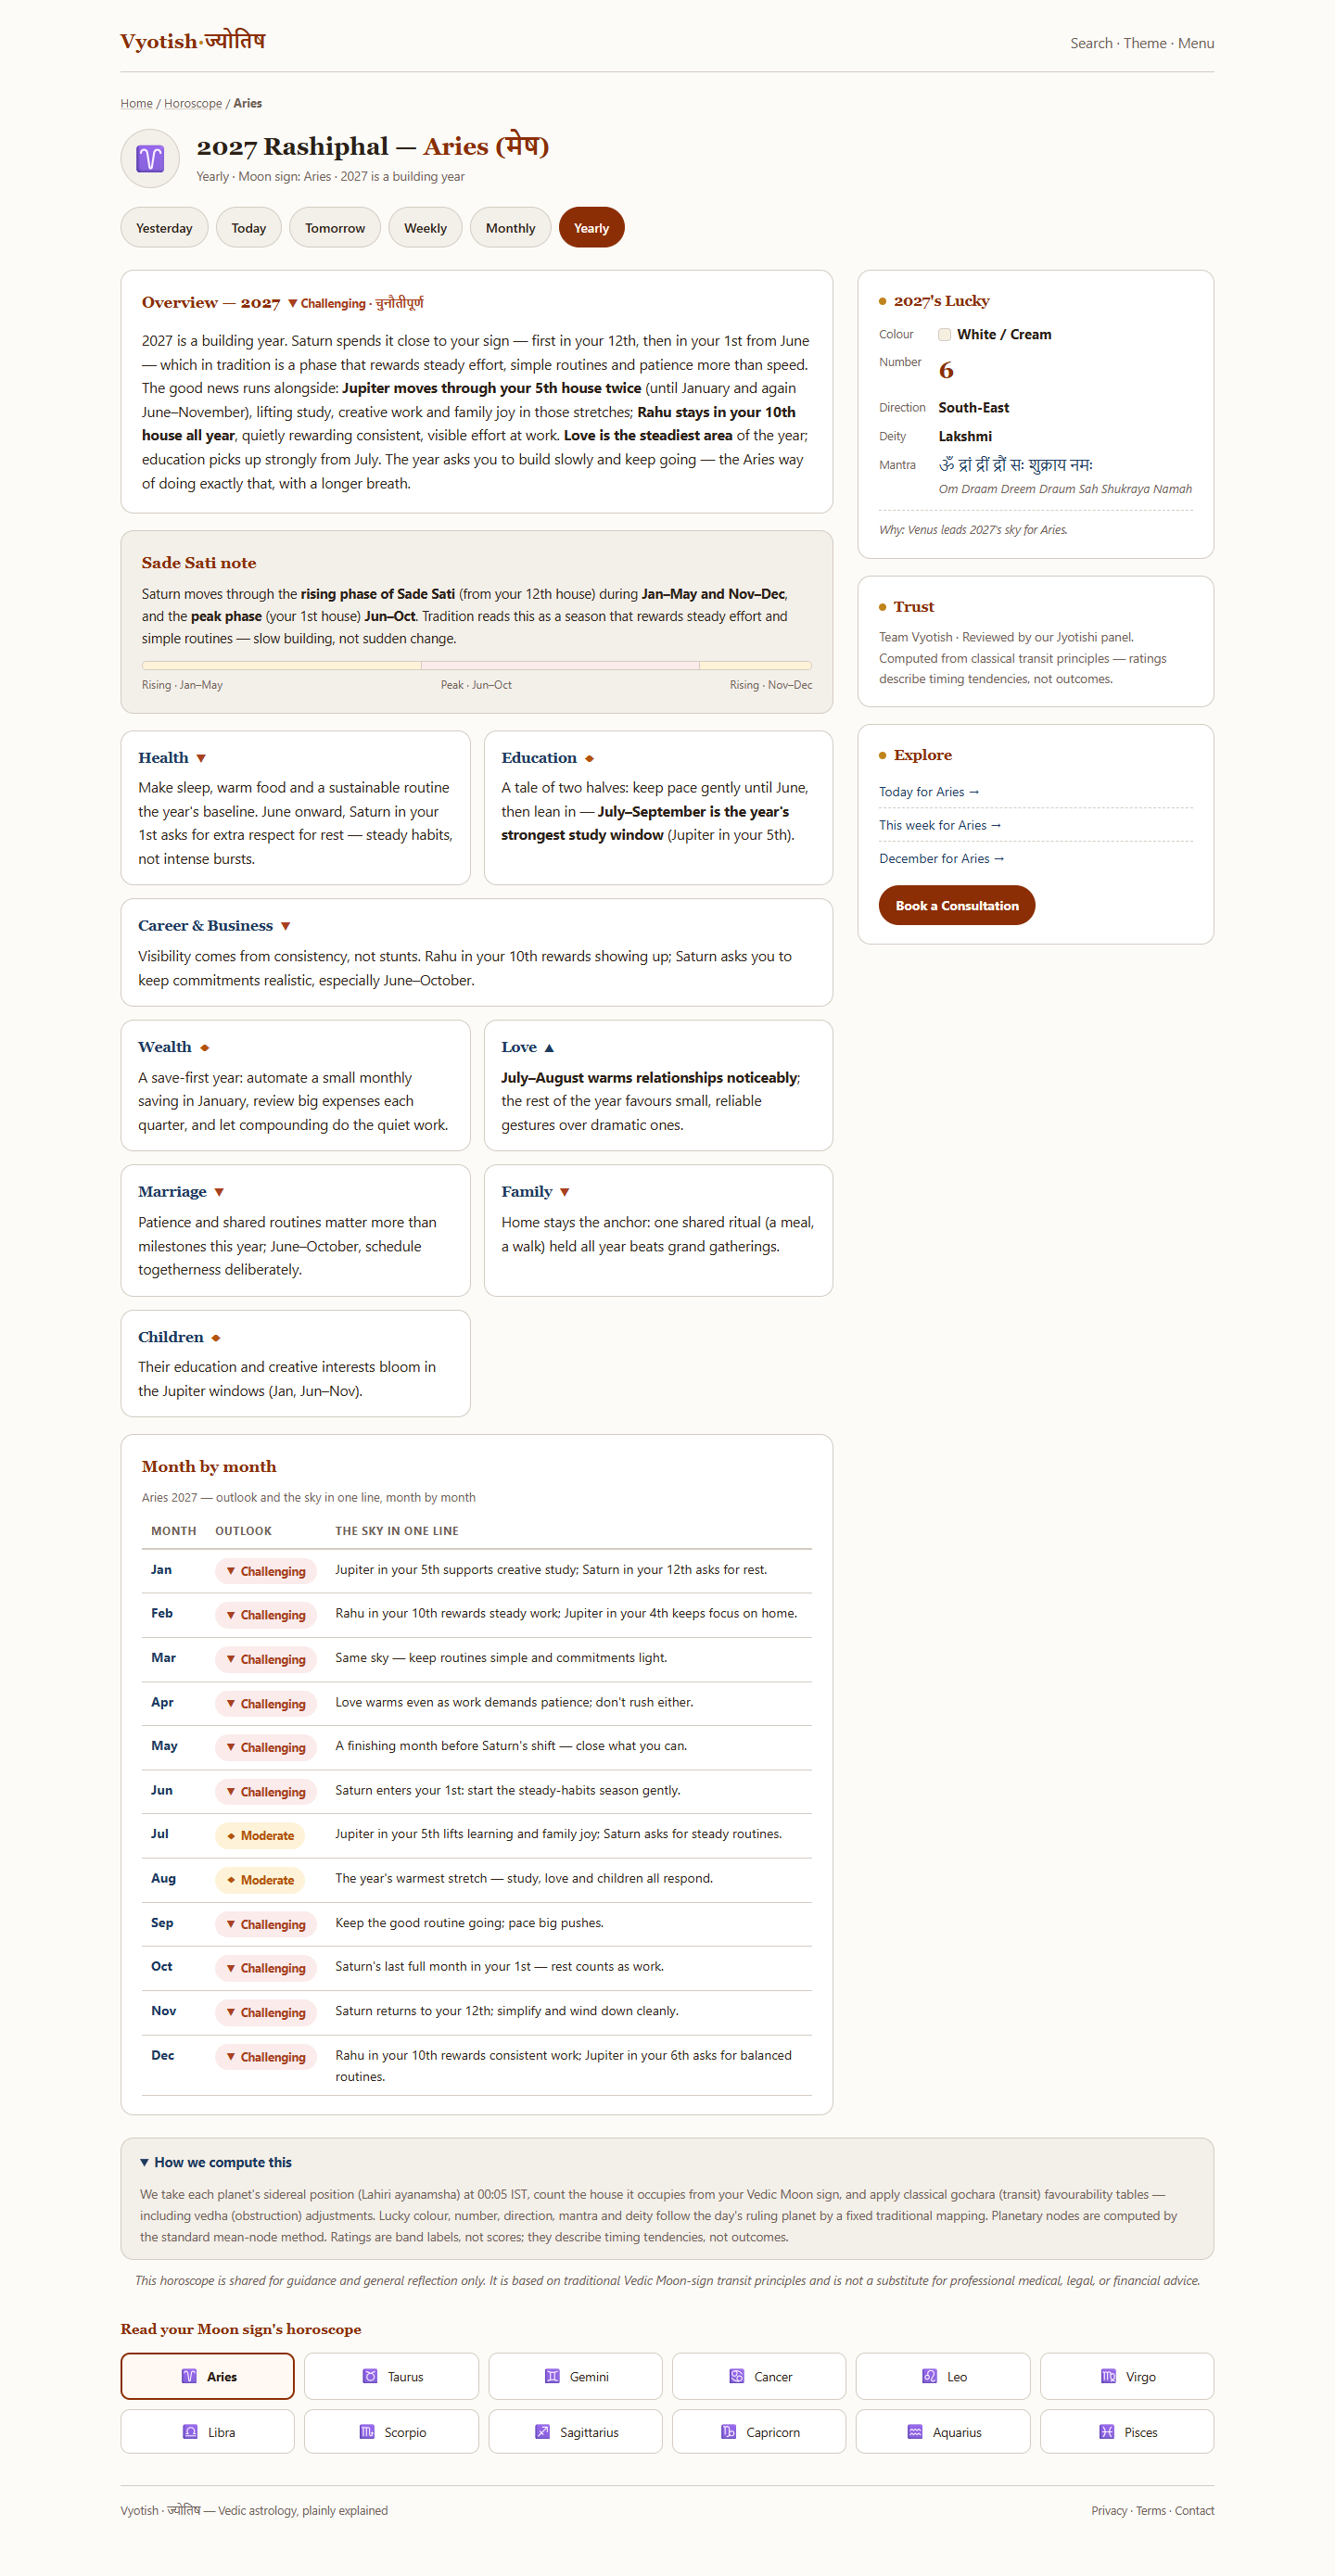 Vyotish·ज्योतिष
Search · Theme · Menu
Home / Horoscope / Aries
♈ 2027 Rashiphal — Aries (मेष)
Yearly · Moon sign: Aries · 2027 is a building year
Yesterday
Today
Tomorrow
Weekly
Monthly
Yearly
Overview — 2027 ▼ Challenging · चुनौतीपूर्ण
2027 is a building year. Saturn spends it close to your sign — first in your 12th, then in your 1st from June
— which in tradition is a phase that rewards steady effort, simple routines and patience more than speed.
The good news runs alongside: Jupiter moves through your 5th house twice (until January and again
June–November), lifting study, creative work and family joy in those stretches; Rahu stays in your 10th
house all year, quietly rewarding consistent, visible effort at work. Love is the steadiest area of the year;
education picks up strongly from July. The year asks you to build slowly and keep going — the Aries way
of doing exactly that, with a longer breath.
Sade Sati note
Saturn moves through the rising phase of Sade Sati (from your 12th house) during Jan–May and Nov–Dec,
and the peak phase (your 1st house) Jun–Oct. Tradition reads this as a season that rewards steady effort and
simple routines — slow building, not sudden change.
Rising · Jan–May
Peak · Jun–Oct
Rising · Nov–Dec
Health ▼
Make sleep, warm food and a sustainable routine
the year's baseline. June onward, Saturn in your
1st asks for extra respect for rest — steady habits,
not intense bursts.
Education ◆
A tale of two halves: keep pace gently until June,
then lean in — July–September is the year's
strongest study window (Jupiter in your 5th).
Career & Business ▼
Visibility comes from consistency, not stunts. Rahu in your 10th rewards showing up; Saturn asks you to
keep commitments realistic, especially June–October.
Wealth ◆
A save-first year: automate a small monthly
saving in January, review big expenses each
quarter, and let compounding do the quiet work.
Love ▲
July–August warms relationships noticeably;
the rest of the year favours small, reliable
gestures over dramatic ones.
Marriage ▼
Patience and shared routines matter more than
milestones this year; June–October, schedule
togetherness deliberately.
Family ▼
Home stays the anchor: one shared ritual (a meal,
a walk) held all year beats grand gatherings.
Children ◆
Their education and creative interests bloom in
the Jupiter windows (Jan, Jun–Nov).
Month by month
Aries 2027 — outlook and the sky in one line, month by month
MONTH OUTLOOK THE SKY IN ONE LINE
Jan ▼ Challenging Jupiter in your 5th supports creative study; Saturn in your 12th asks for rest.
Feb ▼ Challenging Rahu in your 10th rewards steady work; Jupiter in your 4th keeps focus on home.
Mar ▼ Challenging Same sky — keep routines simple and commitments light.
Apr ▼ Challenging Love warms even as work demands patience; don't rush either.
May ▼ Challenging A finishing month before Saturn's shift — close what you can.
Jun ▼ Challenging Saturn enters your 1st: start the steady-habits season gently.
Jul ◆ Moderate Jupiter in your 5th lifts learning and family joy; Saturn asks for steady routines.
Aug ◆ Moderate The year's warmest stretch — study, love and children all respond.
Sep ▼ Challenging Keep the good routine going; pace big pushes.
Oct ▼ Challenging Saturn's last full month in your 1st — rest counts as work.
Nov ▼ Challenging Saturn returns to your 12th; simplify and wind down cleanly.
Dec ▼ Challenging Rahu in your 10th rewards consistent work; Jupiter in your 6th asks for balanced
routines.
2027's Lucky
Colour White / Cream
Number 6
Direction South-East
Deity Lakshmi
Mantra ॐ द्रां द्रीं द्रौं सः शुक्राय नमः
Om Draam Dreem Draum Sah Shukraya Namah
Why: Venus leads 2027's sky for Aries.
Trust
Team Vyotish · Reviewed by our Jyotishi panel.
Computed from classical transit principles — ratings
describe timing tendencies, not outcomes.
Explore
Today for Aries →
This week for Aries →
December for Aries →
Book a Consultation
▼ How we compute this
We take each planet's sidereal position (Lahiri ayanamsha) at 00:05 IST, count the house it occupies from your Vedic Moon sign, and apply classical gochara (transit) favourability tables —
including vedha (obstruction) adjustments. Lucky colour, number, direction, mantra and deity follow the day's ruling planet by a fixed traditional mapping. Planetary nodes are computed by
the standard mean-node method. Ratings are band labels, not scores; they describe timing tendencies, not outcomes.
This horoscope is shared for guidance and general reflection only. It is based on traditional Vedic Moon-sign transit principles and is not a substitute for professional medical, legal, or financial advice.
Read your Moon sign's horoscope
♈ Aries
♉ Taurus
♊ Gemini
♋ Cancer
♌ Leo
♍ Virgo
♎ Libra
♏ Scorpio
♐ Sagittarius
♑ Capricorn
♒ Aquarius
♓ Pisces
Vyotish · ज्योतिष — Vedic astrology, plainly explained
Privacy · Terms · Contact